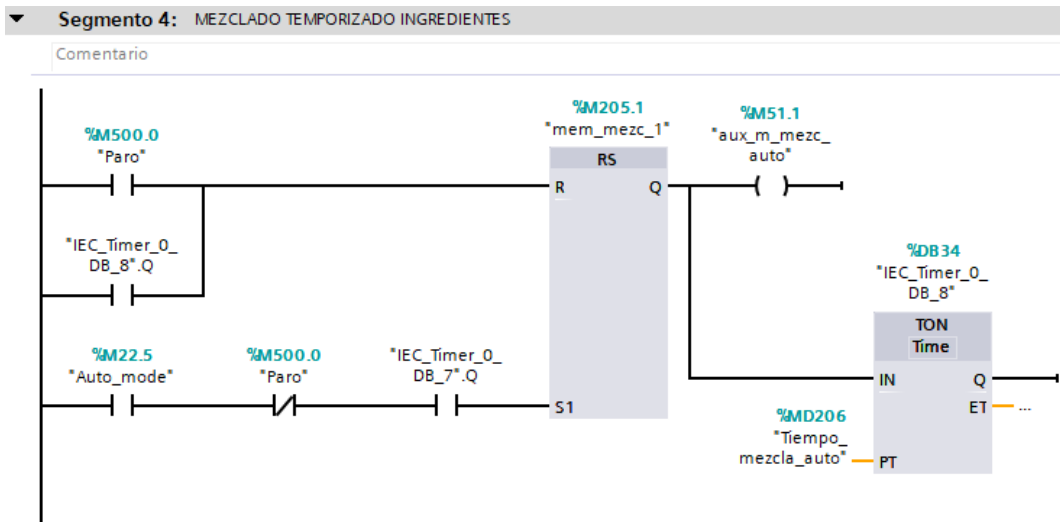 Segmento 4: MEZCLADO TEMPORIZADO INGREDIENTES
Comentario
%M500.0
"Paro"
"IEC_Timer_0_
DB_8".Q
%M22.5
"Auto_mode"
%M500.0
"Paro"
"IEC_Timer_0_
DB_7".Q
%M205.1
"mem_mezc_1"
RS
R
Q
S1
%M51.1
"aux_m_mezc_
auto"
%DB34
"IEC_Timer_0_
DB_8"
TON
Time
IN
Q
ET
...
%MD206
"Tiempo_
mezcla_auto"
PT